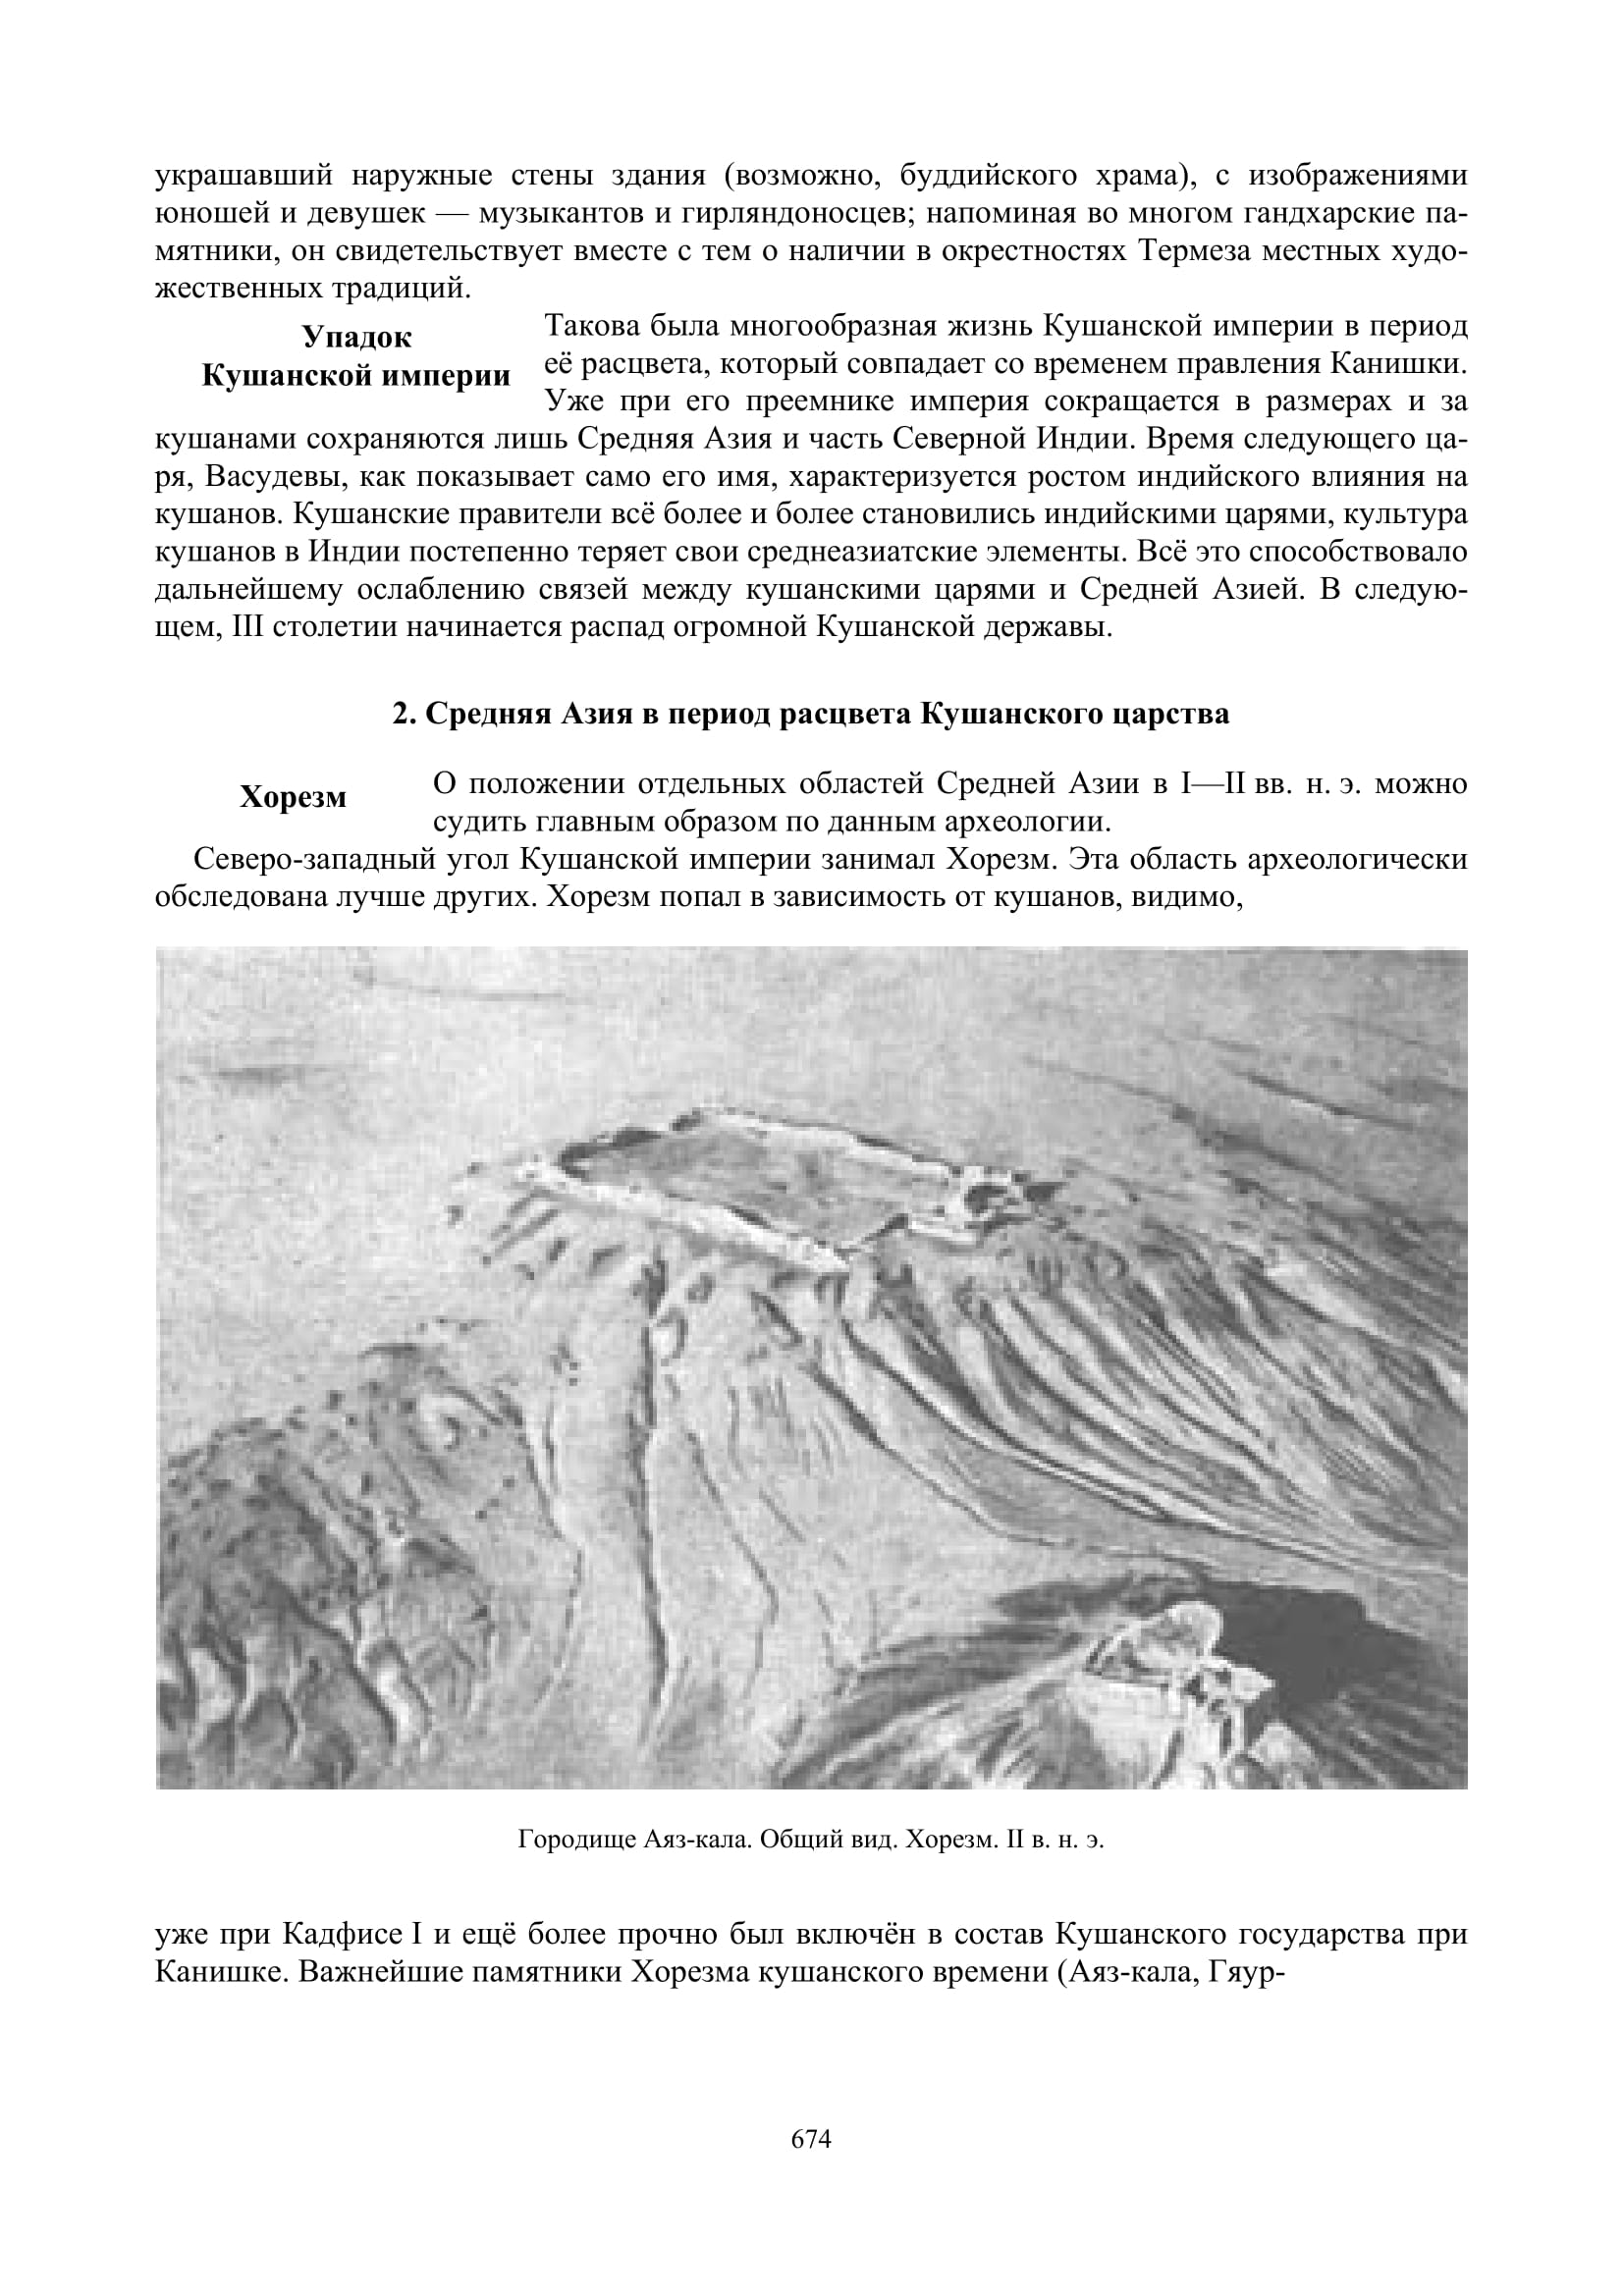 украшавший наружные стены здания (возможно, буддийского храма), с изображениями
юношей и девушек — музыкантов и гирляндоносцев; напоминая во многом гандхарские па-
мятники, он свидетельствует вместе с тем о наличии в окрестностях Термеза местных худо-
жественных традиций.
Упадок
Кушанской империи
Такова была многообразная жизнь Кушанской империи в период
её расцвета, который совпадает со временем правления Канишки.
Уже при его преемнике империя сокращается в размерах и за
кушанами сохраняются лишь Средняя Азия и часть Северной Индии. Время следующего ца-
ря, Васудевы, как показывает само его имя, характеризуется ростом индийского влияния на
кушанов. Кушанские правители всё более и более становились индийскими царями, культура
кушанов в Индии постепенно теряет свои среднеазиатские элементы. Всё это способствовало
дальнейшему ослаблению связей между кушанскими царями и Средней Азией. В следую-
щем, III столетии начинается распад огромной Кушанской державы.
2. Средняя Азия в период расцвета Кушанского царства
Хорезм
О положении отдельных областей Средней Азии в I—II вв. н. э. можно
судить главным образом по данным археологии.
Северо-западный угол Кушанской империи занимал Хорезм. Эта область археологически
обследована лучше других. Хорезм попал в зависимость от кушанов, видимо,
Городище Аяз-кала. Общий вид. Хорезм. II в. н. э.
уже при Кадфисе I и ещё более прочно был включён в состав Кушанского государства при
Канишке. Важнейшие памятники Хорезма кушанского времени (Аяз-кала, Гяур-
674